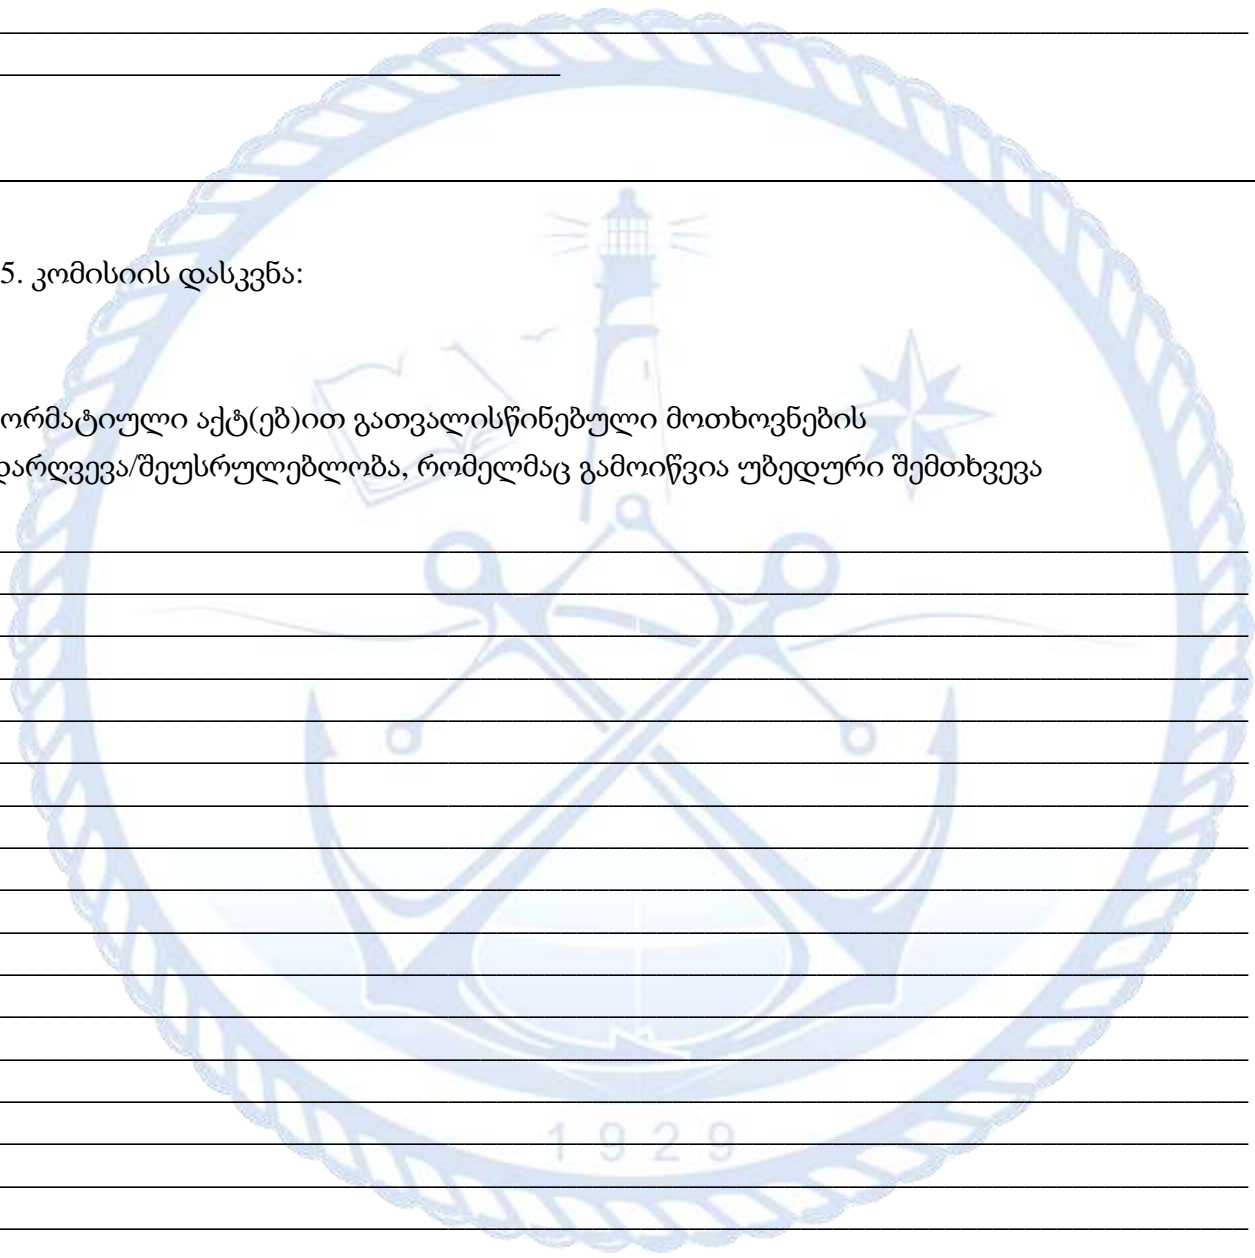 5. კომისიის დასკვნა:
ორმატიული აქტ(ებ)ით გათვალისწინებული მოთხოვნების
დარღვევა/შეუსრულებლობა, რომელმაც გამოიწვია უბედური შემთხვევა
1929